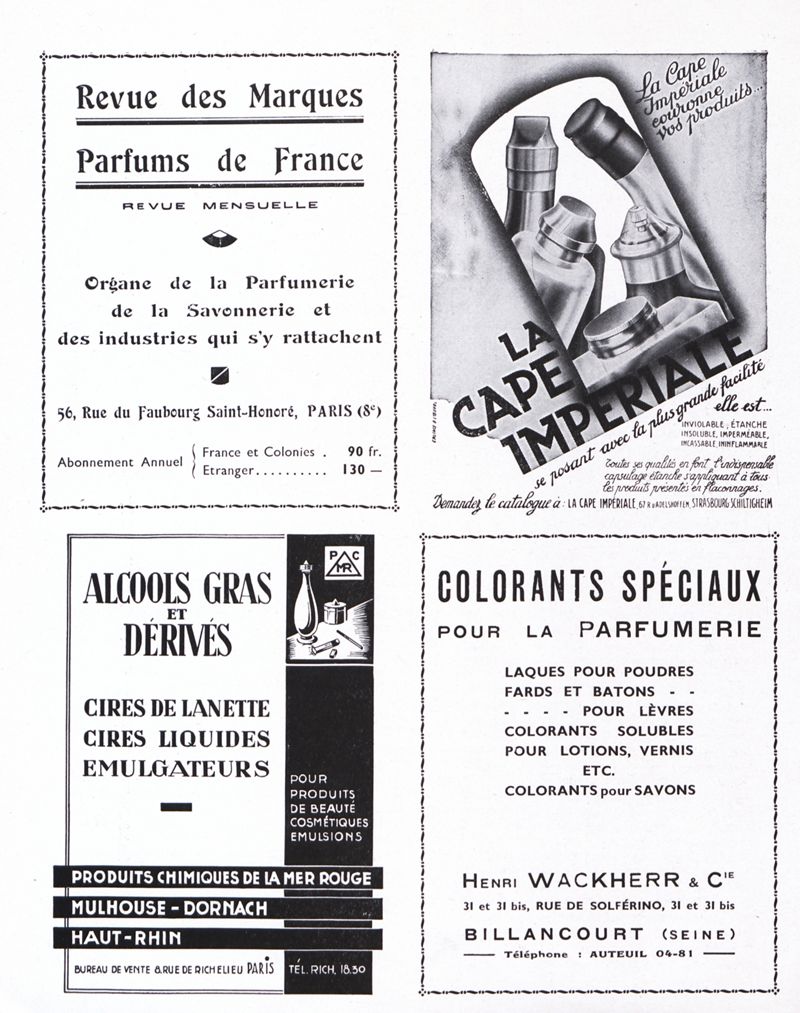 Revue des Marques
Parfums de France
REVUE MENSUELLE
Organe de la Parfumerie
de la Savonnerie et
des industries qui s'y rattachent
56, Rue du Faubourg Saint-Honoré, PARIS (8e)
Abonnement Annuel { France et Colonies . 90 fr.
Etranger.......... 130 —
La Cape
Impériale
couronne
vos produits...
LA
CAPE
IMPERIALE
se posant avec la plus grande facilité
elle est...
INVIOLABLE, ÉTANCHE
INSOLUBLE, IMPERMÉABLE,
INCASSABLE, ININFLAMMABLE
Toutes ses qualités en font l'indispensable
capsulage étanche s'appliquant à tous
les produits présentés en flaconnages.
Demandez le catalogue à : LA CAPE IMPÉRIALE, 67 R. d'ADELSHOFFEN, STRASBOURG SCHILTIGHEIM
ALCOOLS GRAS
ET
DÉRIVÉS
CIRES DE LANETTE
CIRES LIQUIDES
EMULGATEURS
P C
MR
POUR
PRODUITS
DE BEAUTÉ
COSMÉTIQUES
EMULSIONS
PRODUITS CHIMIQUES DE LA MER ROUGE
MULHOUSE - DORNACH
HAUT-RHIN
BUREAU DE VENTE 8.RUE DE RICHELIEU PARIS TÉL. RICH. 18.30
COLORANTS SPÉCIAUX
POUR LA PARFUMERIE
LAQUES POUR POUDRES
FARDS ET BATONS - -
- - - - POUR LÈVRES
COLORANTS SOLUBLES
POUR LOTIONS, VERNIS
ETC.
COLORANTS pour SAVONS
HENRI WACKHERR & CIE
31 et 31 bis, RUE DE SOLFÉRINO, 31 et 31 bis
BILLANCOURT (SEINE)
Téléphone : AUTEUIL 04-81